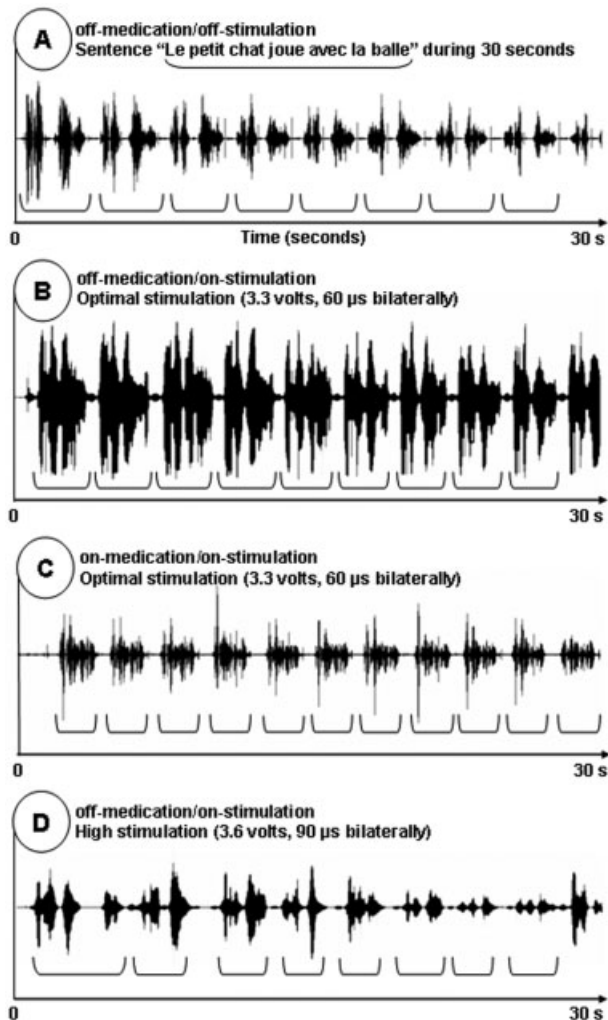 A
off-medication/off-stimulation
Sentence “Le petit chat joue avec la balle” during 30 seconds
0
Time (seconds)
30 s
B
off-medication/on-stimulation
Optimal stimulation (3.3 volts, 60 µs bilaterally)
0
30 s
C
on-medication/on-stimulation
Optimal stimulation (3.3 volts, 60 µs bilaterally)
0
30 s
D
off-medication/on-stimulation
High stimulation (3.6 volts, 90 µs bilaterally)
0
30 s